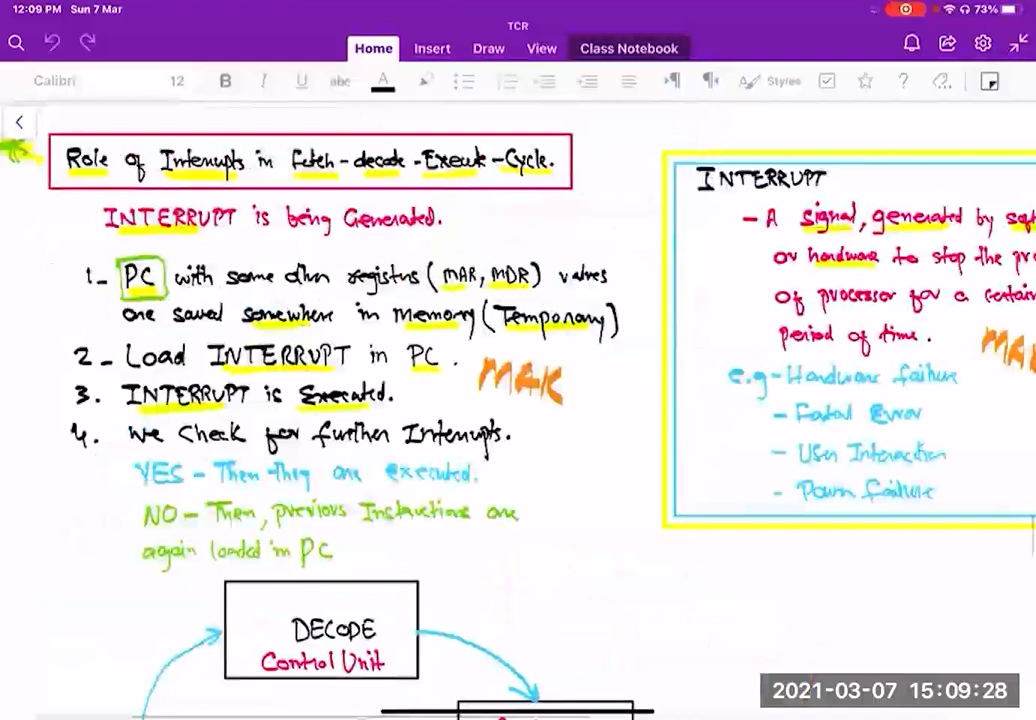 12:09 PM Sun 7 Mar
73%
TCR
Home Insert Draw View Class Notebook
Calibri 12 B I U abc A Styles
Role of Interrupts in fetch-decode-Execute-Cycle.
INTERRUPT is being Generated.
1- PC with some other registers (MAR, MDR) values
are saved somewhere in Memory (Temporary)
2- Load INTERRUPT in PC.
MAK
3. INTERRUPT is Executed.
4. We Check for further Interrupts.
YES - Then they are executed.
NO - Then, previous Instructions are
again loaded in PC
DECODE
Control Unit
INTERRUPT
- A signal, generated by
or hardware to stop the
of processor for a
period of time.
e.g - Hardware failure
- Fatal Error
- User Interaction
- Power failure
2021-03-07 15:09:28